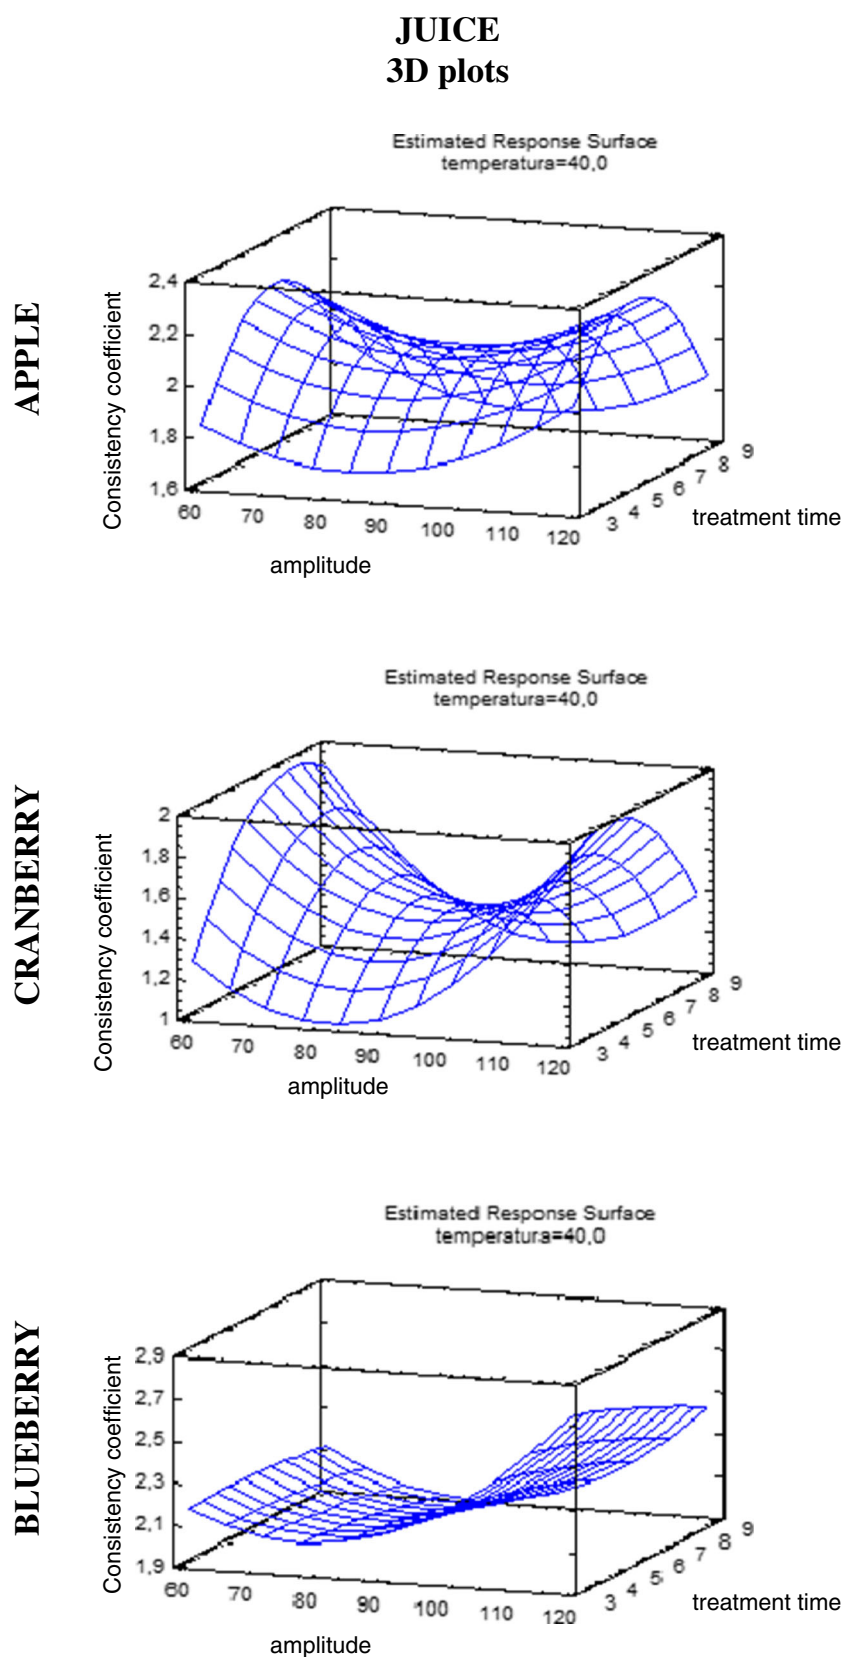 JUICE
3D plots
APPLE
Estimated Response Surface
temperatura=40,0
Consistency coefficient
2,4
2,2
2
1,8
1,6
60 70 80 90 100 110 120
3 4 5 6 7 8 9
treatment time
amplitude
CRANBERRY
Estimated Response Surface
temperatura=40,0
Consistency coefficient
2
1,8
1,6
1,4
1,2
1
60 70 80 90 100 110 120
3 4 5 6 7 8 9
treatment time
amplitude
BLUEBERRY
Estimated Response Surface
temperatura=40,0
Consistency coefficient
2,9
2,7
2,5
2,3
2,1
1,9
60 70 80 90 100 110 120
3 4 5 6 7 8 9
treatment time
amplitude